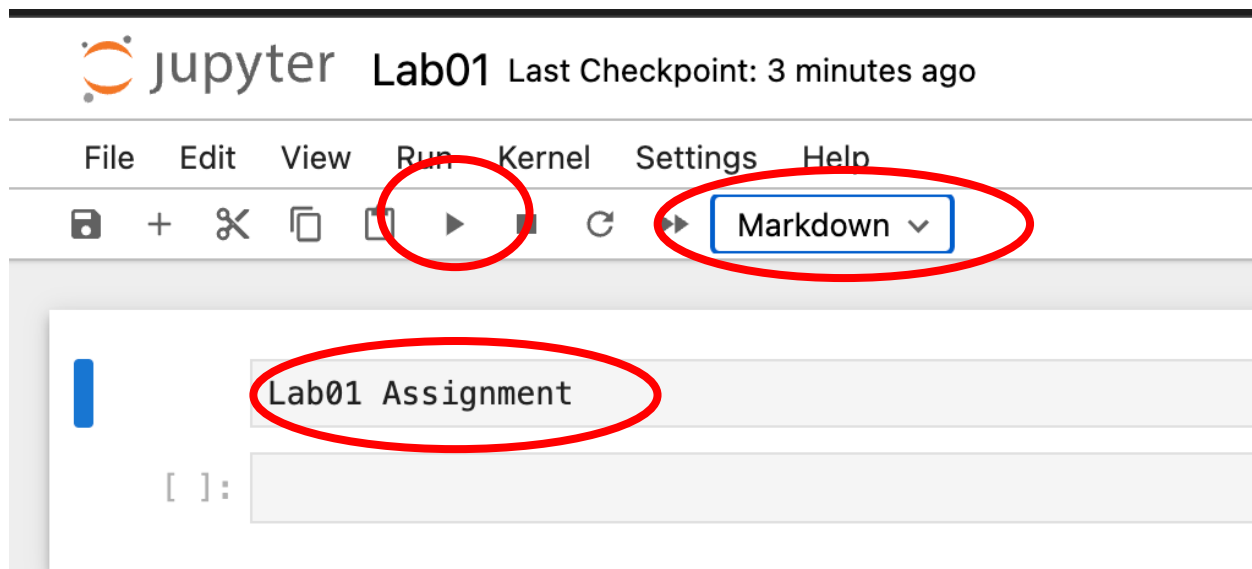 jupyter Lab01 Last Checkpoint: 3 minutes ago
File Edit View Run Kernel Settings Help
Markdown
Lab01 Assignment
[ ]: